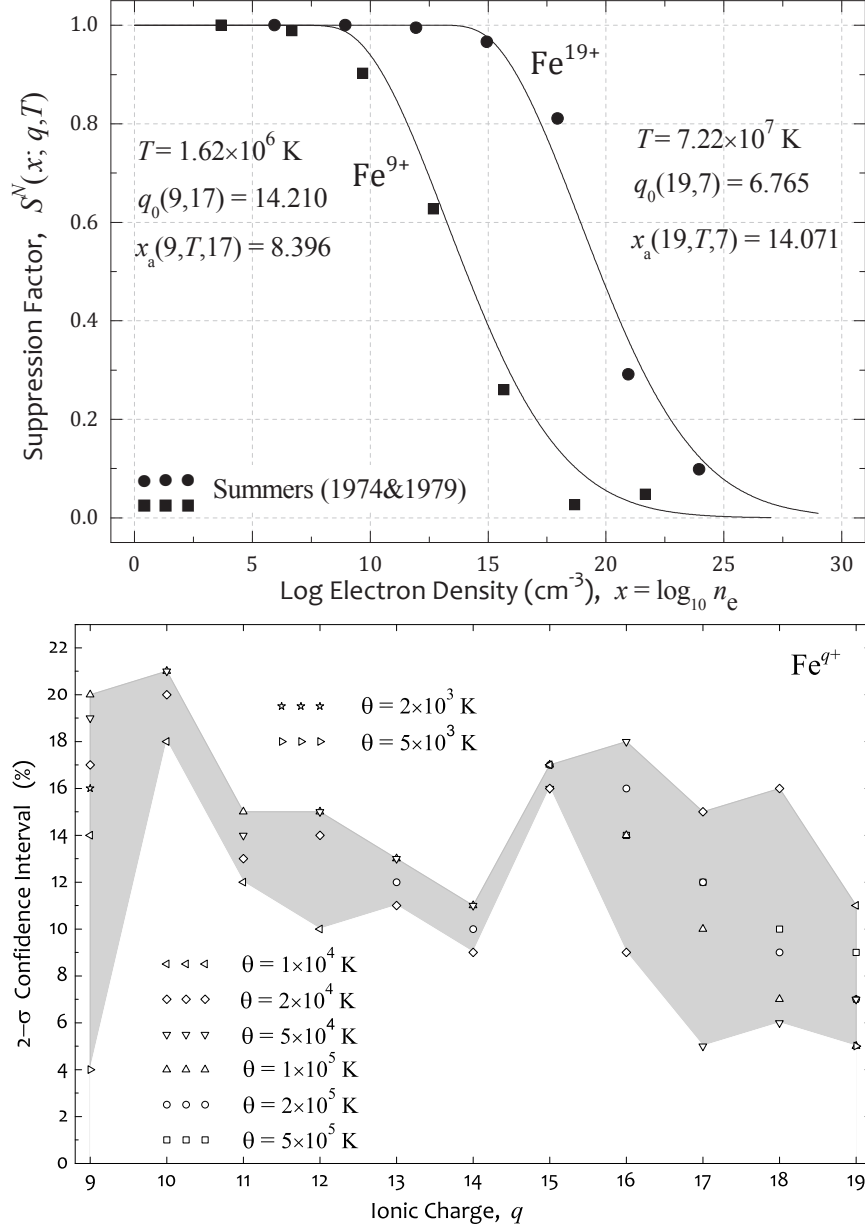 1.0
0.8
0.6
0.4
0.2
0.0
Suppression Factor, S^N(x; q,T)
Fe^{19+}
Fe^{9+}
T = 1.62×10^6 K
q_0(9,17) = 14.210
x_a(9,T,17) = 8.396
T = 7.22×10^7 K
q_0(19,7) = 6.765
x_a(19,T,7) = 14.071
Summers (1974&1979)
0 5 10 15 20 25 30
Log Electron Density (cm^{-3}), x = log_{10} n_e
22
20
18
16
14
12
10
8
6
4
2
0
2–σ Confidence Interval (%)
Fe^{q+}
θ = 2×10^3 K
θ = 5×10^3 K
θ = 1×10^4 K
θ = 2×10^4 K
θ = 5×10^4 K
θ = 1×10^5 K
θ = 2×10^5 K
θ = 5×10^5 K
9 10 11 12 13 14 15 16 17 18 19
Ionic Charge, q